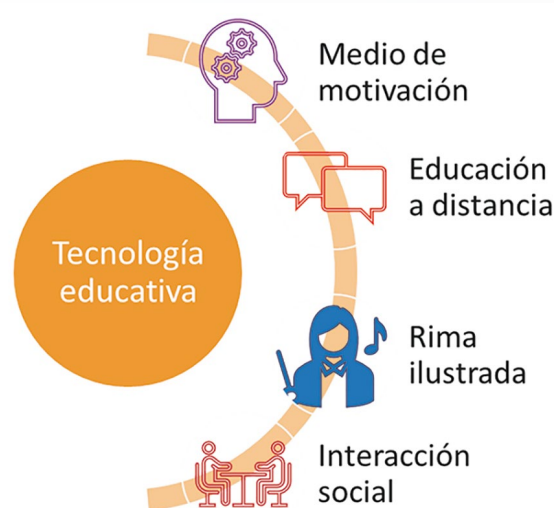 Medio de
motivación
Educación
a distancia
Tecnología
educativa
Rima
ilustrada
Interacción
social